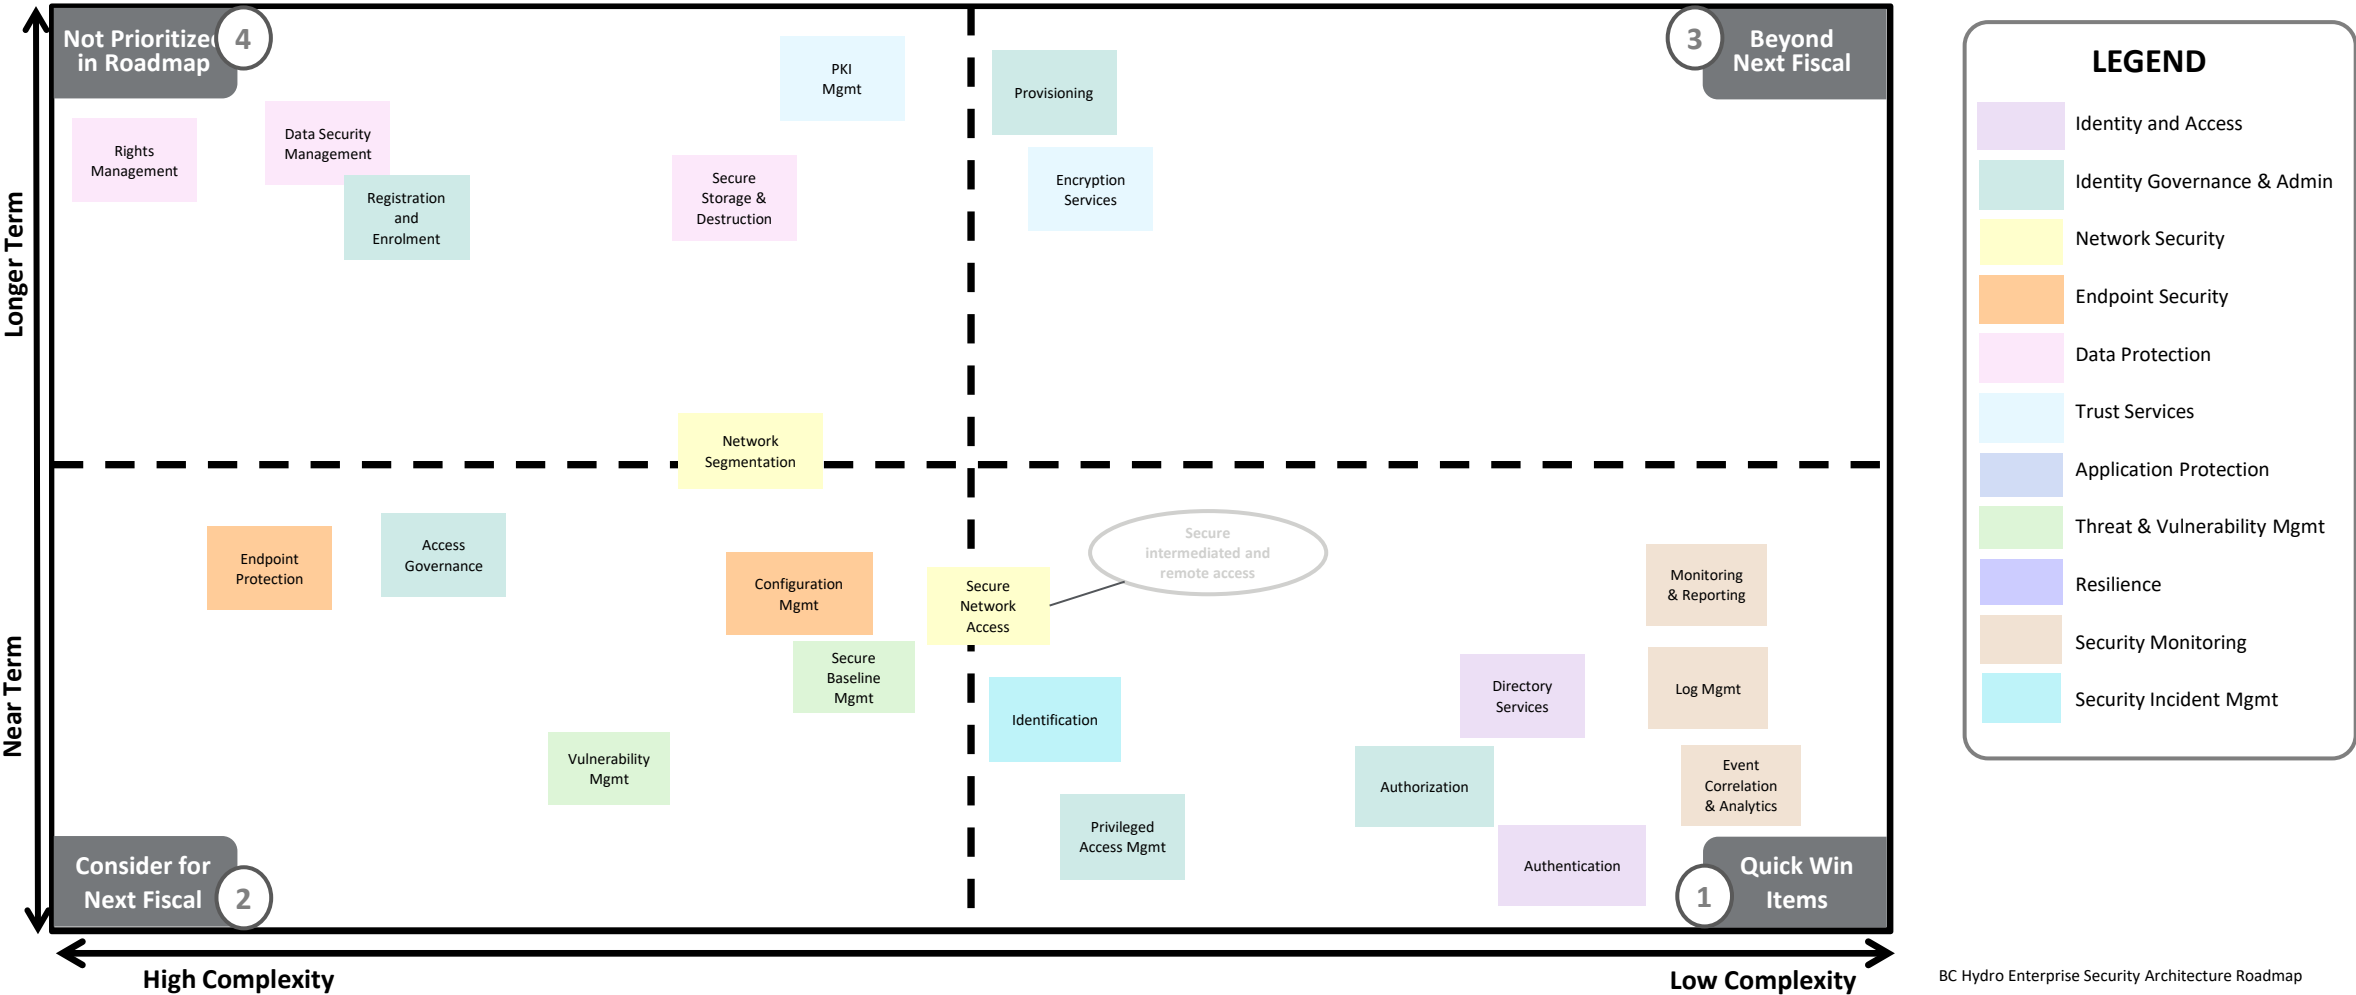 Not Prioritized
in Roadmap
4
3
Beyond
Next Fiscal
PKI
Mgmt
Provisioning
Rights
Management
Data Security
Management
Registration
and
Enrolment
Secure
Storage &
Destruction
Encryption
Services
Longer Term
Network
Segmentation
Endpoint
Protection
Access
Governance
Configuration
Mgmt
Secure
Network
Access
Secure
intermediated and
remote access
Monitoring
& Reporting
Near Term
Secure
Baseline
Mgmt
Identification
Directory
Services
Log Mgmt
Vulnerability
Mgmt
Authorization
Event
Correlation
& Analytics
Privileged
Access Mgmt
Authentication
Consider for
Next Fiscal
2
1
Quick Win
Items
High Complexity
Low Complexity
LEGEND
Identity and Access
Identity Governance & Admin
Network Security
Endpoint Security
Data Protection
Trust Services
Application Protection
Threat & Vulnerability Mgmt
Resilience
Security Monitoring
Security Incident Mgmt
BC Hydro Enterprise Security Architecture Roadmap